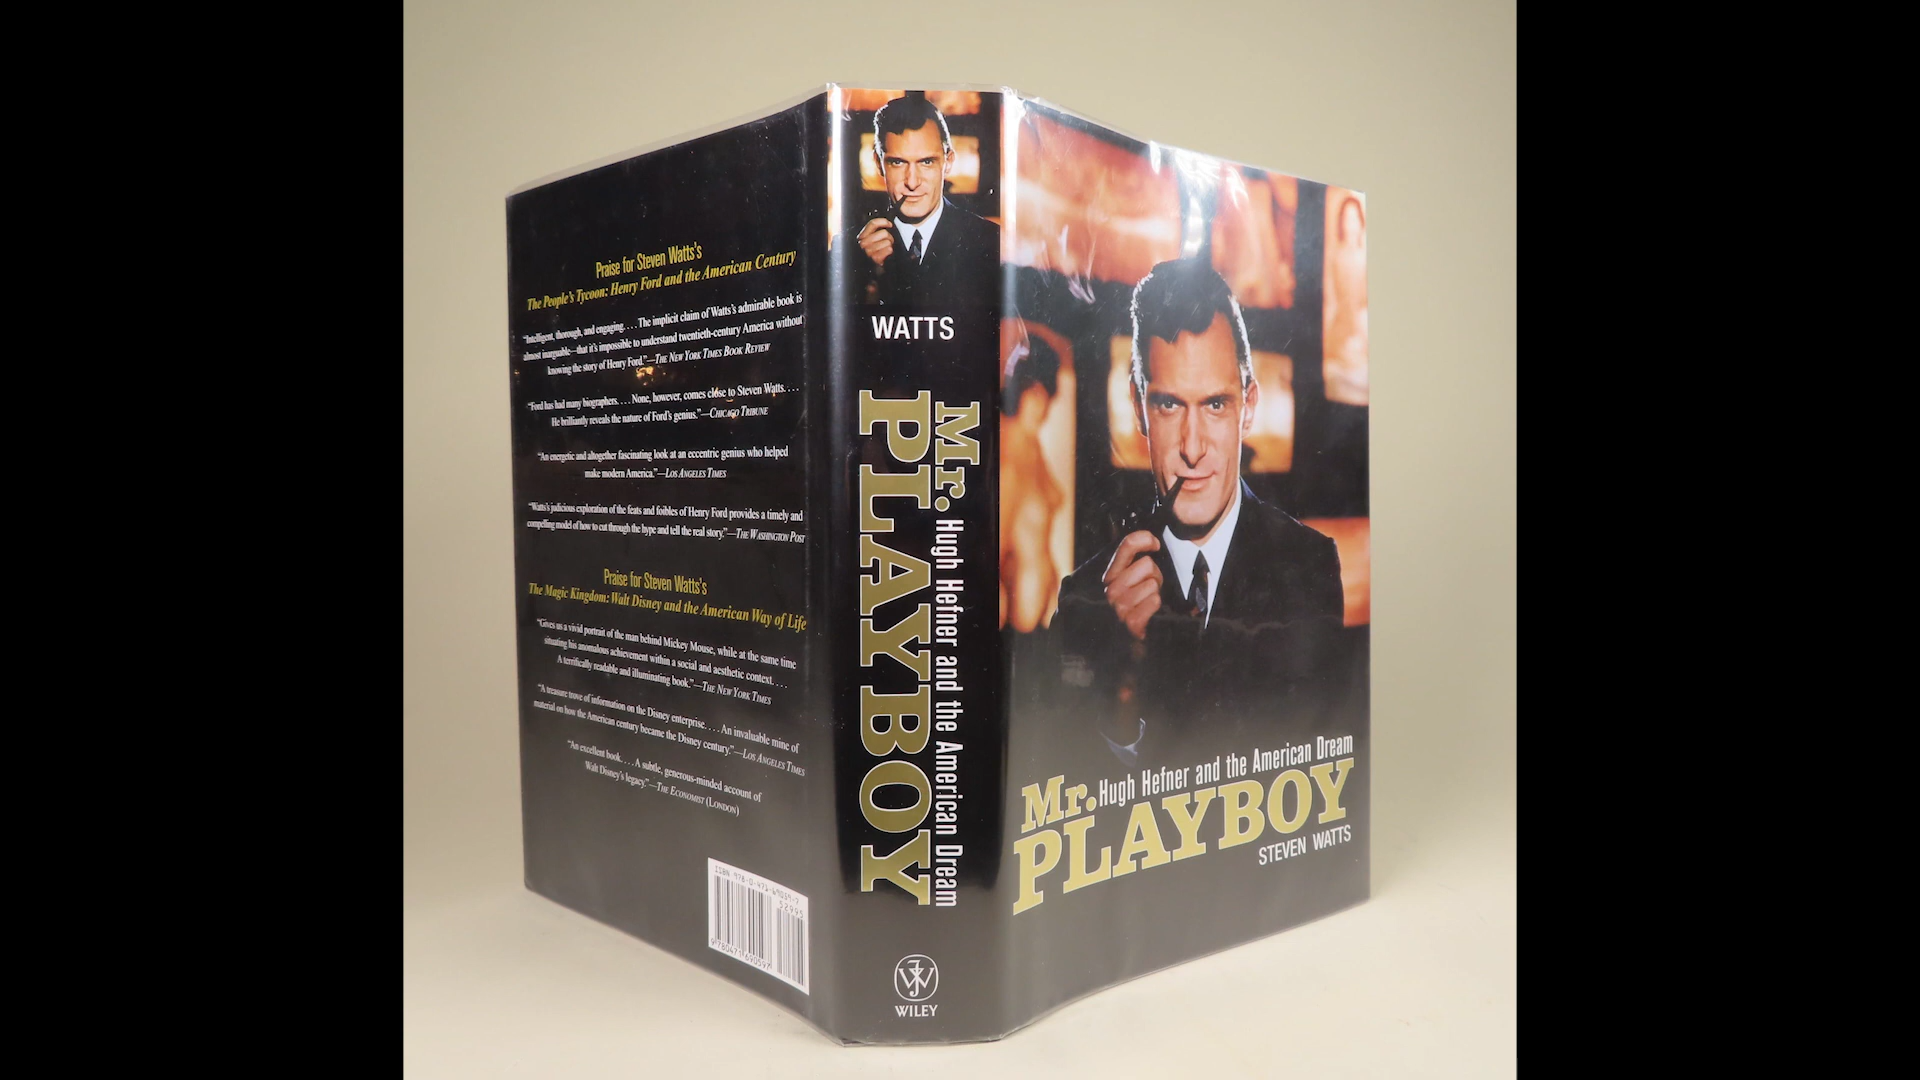 Praise for Steven Watts's
The People's Tycoon: Henry Ford and the American Century
"Intelligent, thorough, and engaging. . . . The implicit claim of Watts's admirable book is
almost inarguable—that it's impossible to understand twentieth-century America without
knowing the story of Henry Ford."—THE NEW YORK TIMES BOOK REVIEW
"Ford has had many biographers. . . . None, however, comes close to Steven Watts. . . .
He brilliantly reveals the nature of Ford's genius."—CHICAGO TRIBUNE
"An energetic and altogether fascinating look at an eccentric genius who helped
make modern America."—LOS ANGELES TIMES
"Watts's judicious exploration of the feats and foibles of Henry Ford provides a timely and
compelling model of how to cut through the hype and tell the real story."—THE WASHINGTON POST
Praise for Steven Watts's
The Magic Kingdom: Walt Disney and the American Way of Life
"Gives us a vivid portrait of the man behind Mickey Mouse, while at the same time
situating his anomalous achievement within a social and aesthetic context. . . .
A terrifically readable and illuminating book."—THE NEW YORK TIMES
"A treasure trove of information on the Disney enterprise. . . . An invaluable mine of
material on how the American century became the Disney century."—LOS ANGELES TIMES
"An excellent book. . . . A subtle, generous-minded account of
Walt Disney's legacy."—THE ECONOMIST (LONDON)
ISBN 978-0-471-69059-7
52995
9 780471 690597
WATTS
Mr. Hugh Hefner and the American Dream
PLAYBOY
WILEY
Mr. Hugh Hefner and the American Dream
PLAYBOY
STEVEN WATTS